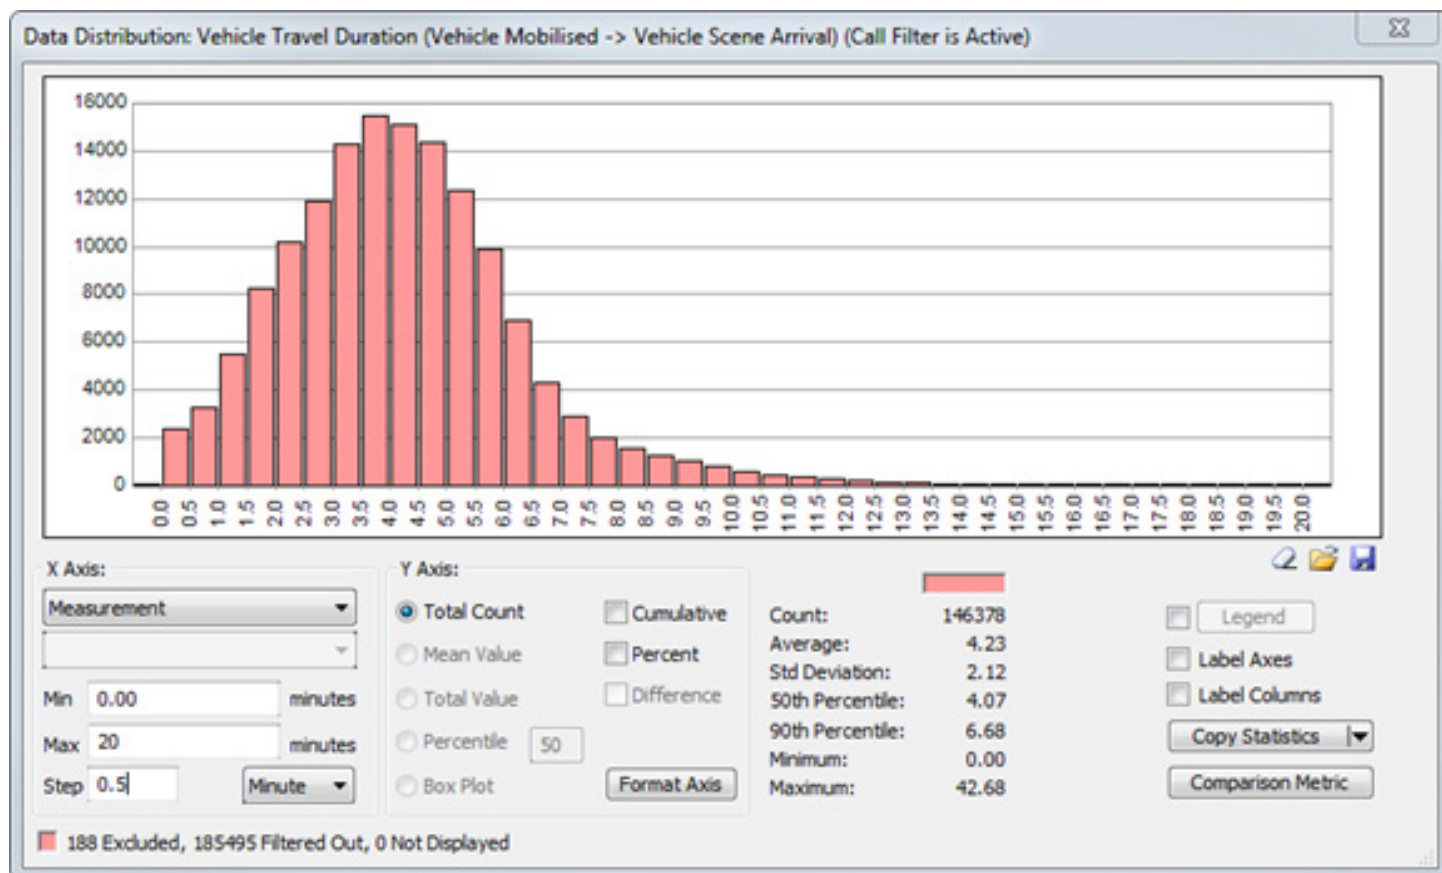 Data Distribution: Vehicle Travel Duration (Vehicle Mobilised -> Vehicle Scene Arrival) (Call Filter is Active)
16000
14000
12000
10000
8000
6000
4000
2000
0
0.0 0.5 1.0 1.5 2.0 2.5 3.0 3.5 4.0 4.5 5.0 5.5 6.0 6.5 7.0 7.5 8.0 8.5 9.0 9.5 10.0 10.5 11.0 11.5 12.0 12.5 13.0 13.5 14.0 14.5 15.0 15.5 16.0 16.5 17.0 17.5 18.0 18.5 19.0 19.5 20.0
X Axis:
Measurement
Min 0.00 minutes
Max 20 minutes
Step 0.5 Minute
Y Axis:
Total Count Cumulative
Mean Value Percent
Total Value Difference
Percentile 50
Box Plot Format Axis
Count: 146378
Average: 4.23
Std Deviation: 2.12
50th Percentile: 4.07
90th Percentile: 6.68
Minimum: 0.00
Maximum: 42.68
Legend
Label Axes
Label Columns
Copy Statistics
Comparison Metric
188 Excluded, 185495 Filtered Out, 0 Not Displayed